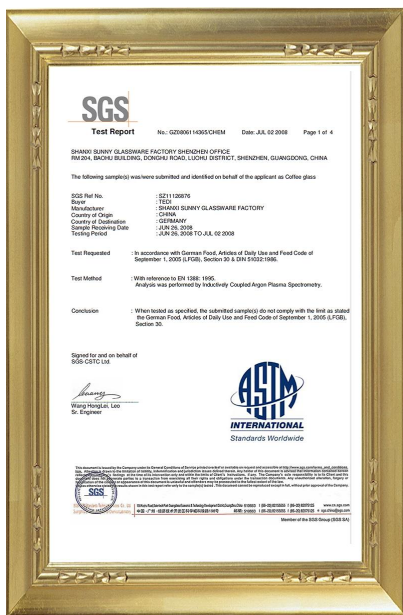 SGS
Test Report No.: GZ0806114365/CHEM Date: JUL 02 2008 Page 1 of 4
SHANXI SUNNY GLASSWARE FACTORY SHENZHEN OFFICE
RM 204, BAOHU BUILDING, DONGHU ROAD, LUOHU DISTRICT, SHENZHEN, GUANGDONG, CHINA
The following sample(s) was/were submitted and identified on behalf of the applicant as Coffee glass
SGS Ref No. : SZ11126876
Buyer : TEDI
Manufacturer : SHANXI SUNNY GLASSWARE FACTORY
Country of Origin : CHINA
Country of Destination : GERMANY
Sample Receiving Date : JUN 26, 2008
Testing Period : JUN 26, 2008 TO JUL 02 2008
Test Requested : In accordance with German Food, Articles of Daily Use and Feed Code of
September 1, 2005 (LFGB), Section 30 & DIN 51032:1986.
Test Method : With reference to EN 1388: 1995.
Analysis was performed by Inductively Coupled Argon Plasma Spectrometry.
Conclusion : When tested as specified, the submitted sample(s) do not comply with the limit as stated
the German Food, Articles of Daily Use and Feed Code of September 1, 2005 (LFGB),
Section 30.
Signed for and on behalf of
SGS-CSTC Ltd.
Wang HongLei, Leo
Sr. Engineer
ASTM
INTERNATIONAL
Standards Worldwide
SGS
Member of the SGS Group (SGS SA)